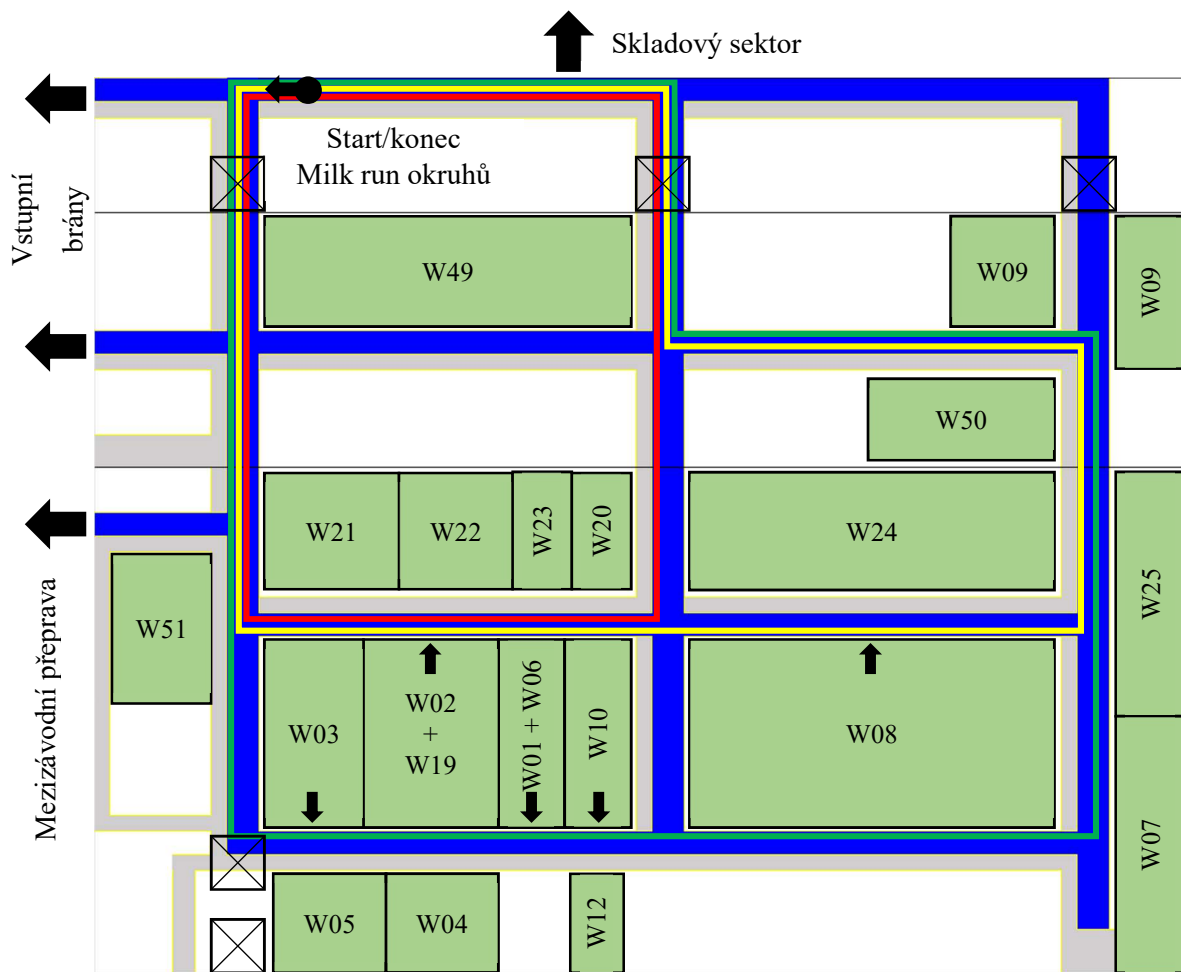 Skladový sektor
Start/konec
Milk run okruhů
Vstupní
brány
W49
W09
W09
W50
W21
W22
W23
W20
W24
W25
W51
Mezizávodní přeprava
W03
W02
+
W19
W01 + W06
W10
W08
W07
W05
W04
W12